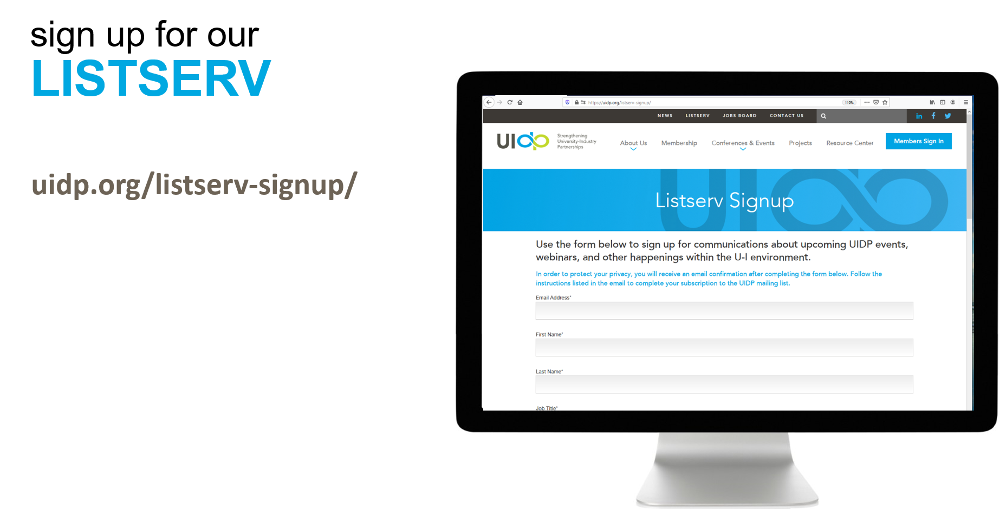 sign up for our
LISTSERV
uidp.org/listserv-signup/
https://uidp.org/listserv-signup/
110%
NEWS LISTSERV JOBS BOARD CONTACT US
UIDP
Strengthening
University-Industry
Partnerships
About Us Membership Conferences & Events Projects Resource Center Members Sign In
Listserv Signup
Use the form below to sign up for communications about upcoming UIDP events,
webinars, and other happenings within the U-I environment.
In order to protect your privacy, you will receive an email confirmation after completing the form below. Follow the
instructions listed in the email to complete your subscription to the UIDP mailing list.
Email Address*
First Name*
Last Name*
Job Title*